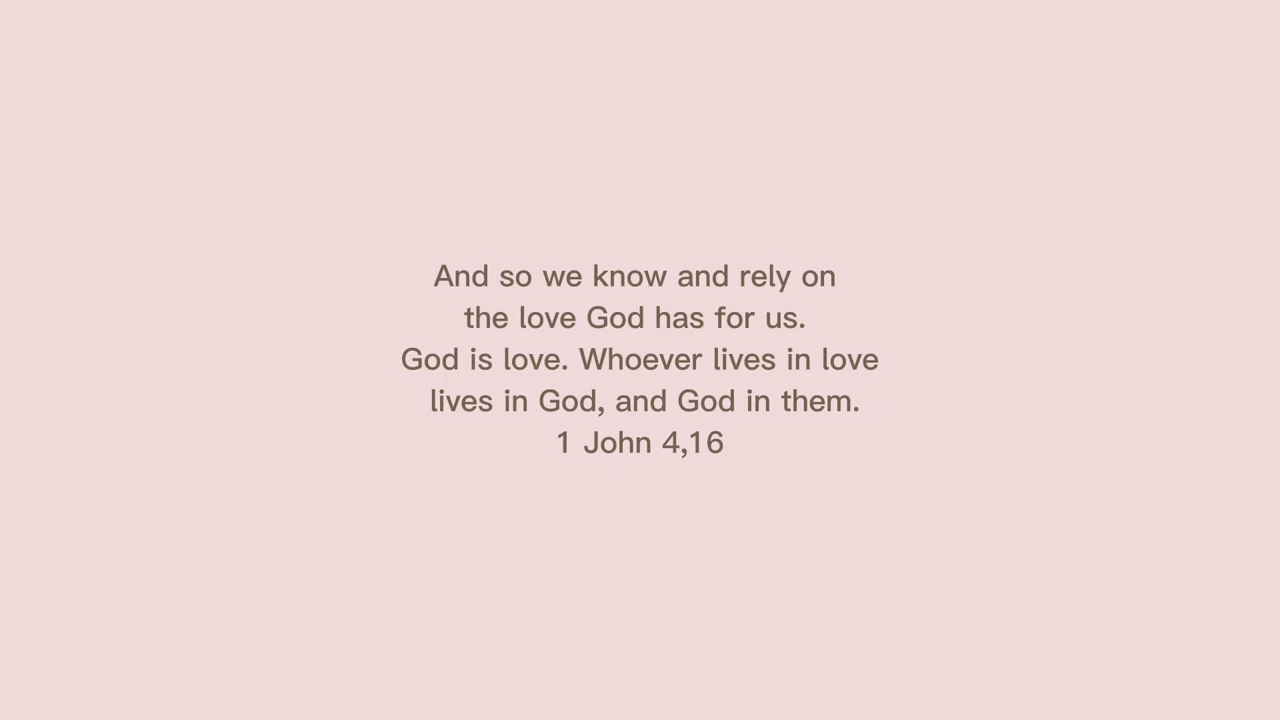 And so we know and rely on
the love God has for us.
God is love. Whoever lives in love
lives in God, and God in them.
1 John 4,16